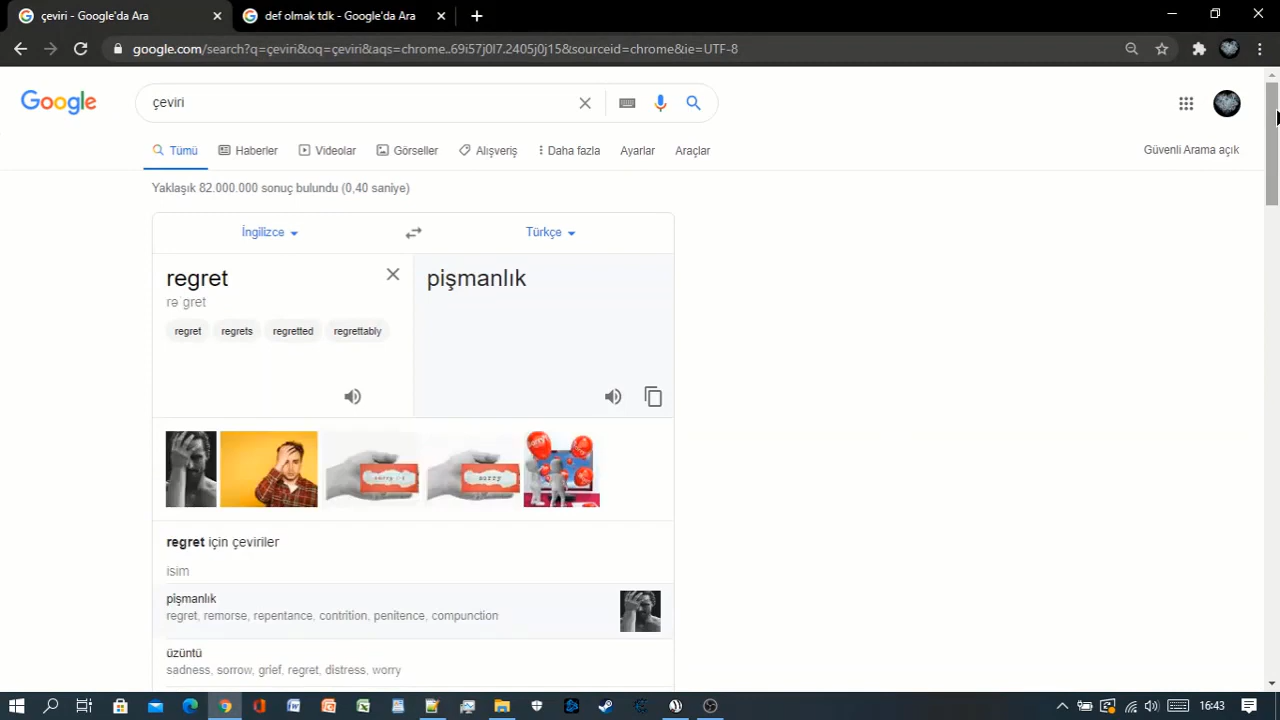 çeviri - Google'da Ara
def olmak tdk - Google'da Ara
google.com/search?q=çeviri&oq=çeviri&aqs=chrome..69i57j0l7.2405j0j15&sourceid=chrome&ie=UTF-8
Google
çeviri
Tümü Haberler Videolar Görseller Alışveriş Daha fazla Ayarlar Araçlar
Güvenli Arama açık
Yaklaşık 82.000.000 sonuç bulundu (0,40 saniye)
İngilizce Türkçe
regret pişmanlık
rəˈgret
regret regrets regretted regrettably
sorry :(
sorry
regret için çeviriler
isim
pişmanlık
regret, remorse, repentance, contrition, penitence, compunction
üzüntü
sadness, sorrow, grief, regret, distress, worry
16:43